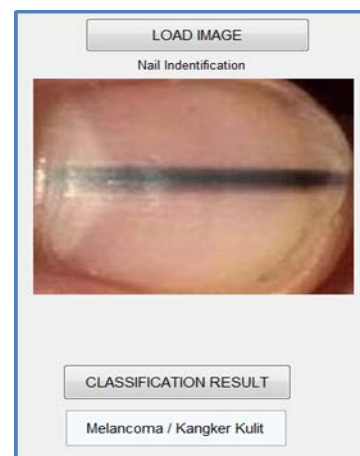 LOAD IMAGE
Nail Indentification
CLASSIFICATION RESULT
Melancoma / Kangker Kulit